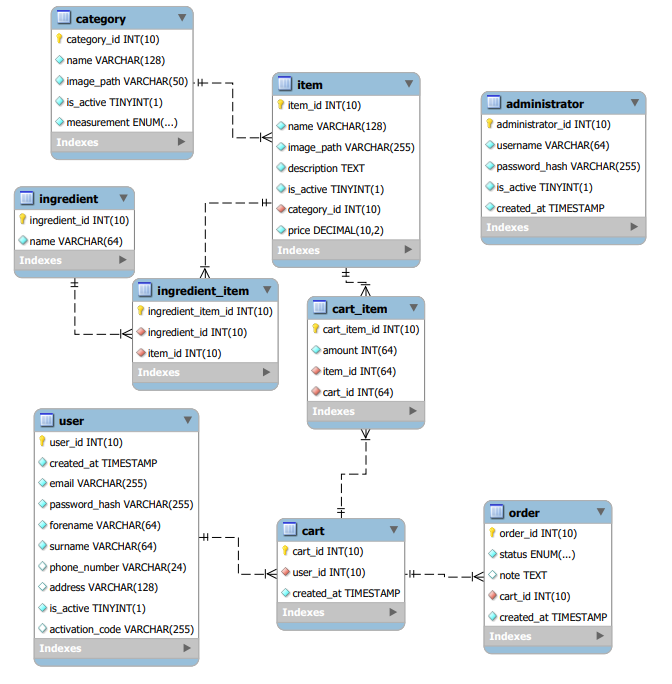 category
category_id INT(10)
name VARCHAR(128)
image_path VARCHAR(50)
is_active TINYINT(1)
measurement ENUM(...)
Indexes
item
item_id INT(10)
name VARCHAR(128)
image_path VARCHAR(255)
description TEXT
is_active TINYINT(1)
category_id INT(10)
price DECIMAL(10,2)
Indexes
administrator
administrator_id INT(10)
username VARCHAR(64)
password_hash VARCHAR(255)
is_active TINYINT(1)
created_at TIMESTAMP
Indexes
ingredient
ingredient_id INT(10)
name VARCHAR(64)
Indexes
ingredient_item
ingredient_item_id INT(10)
ingredient_id INT(10)
item_id INT(10)
Indexes
cart_item
cart_item_id INT(10)
amount INT(64)
item_id INT(64)
cart_id INT(64)
Indexes
user
user_id INT(10)
created_at TIMESTAMP
email VARCHAR(255)
password_hash VARCHAR(255)
forename VARCHAR(64)
surname VARCHAR(64)
phone_number VARCHAR(24)
address VARCHAR(128)
is_active TINYINT(1)
activation_code VARCHAR(255)
Indexes
cart
cart_id INT(10)
user_id INT(10)
created_at TIMESTAMP
Indexes
order
order_id INT(10)
status ENUM(...)
note TEXT
cart_id INT(10)
created_at TIMESTAMP
Indexes